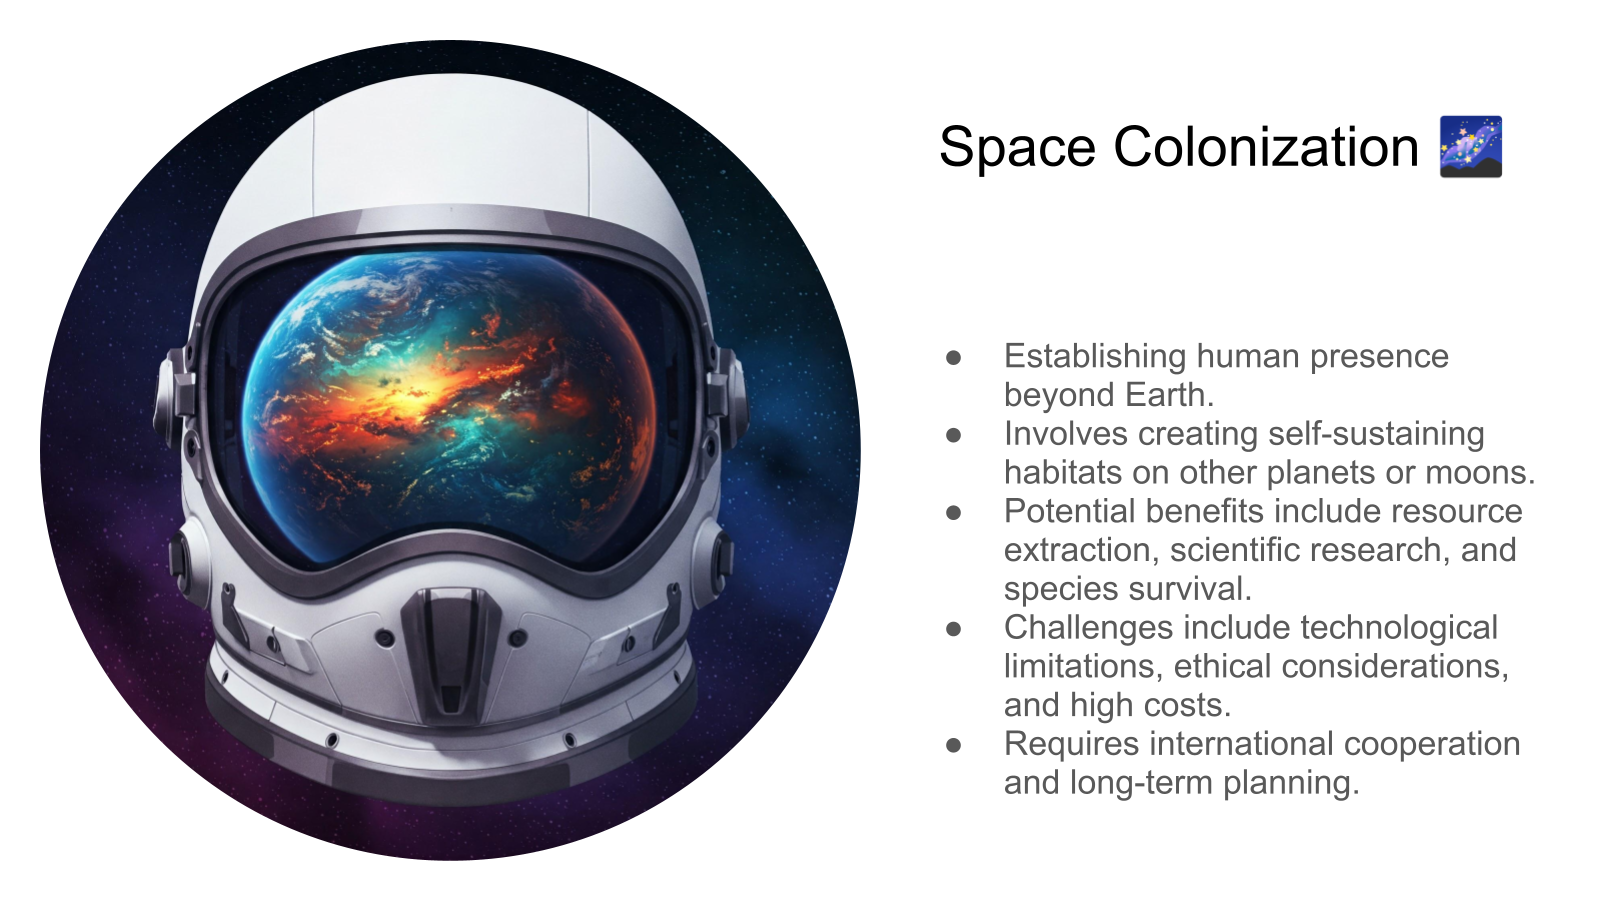 Space Colonization 🌌
● Establishing human presence
beyond Earth.
● Involves creating self-sustaining
habitats on other planets or moons.
● Potential benefits include resource
extraction, scientific research, and
species survival.
● Challenges include technological
limitations, ethical considerations,
and high costs.
● Requires international cooperation
and long-term planning.